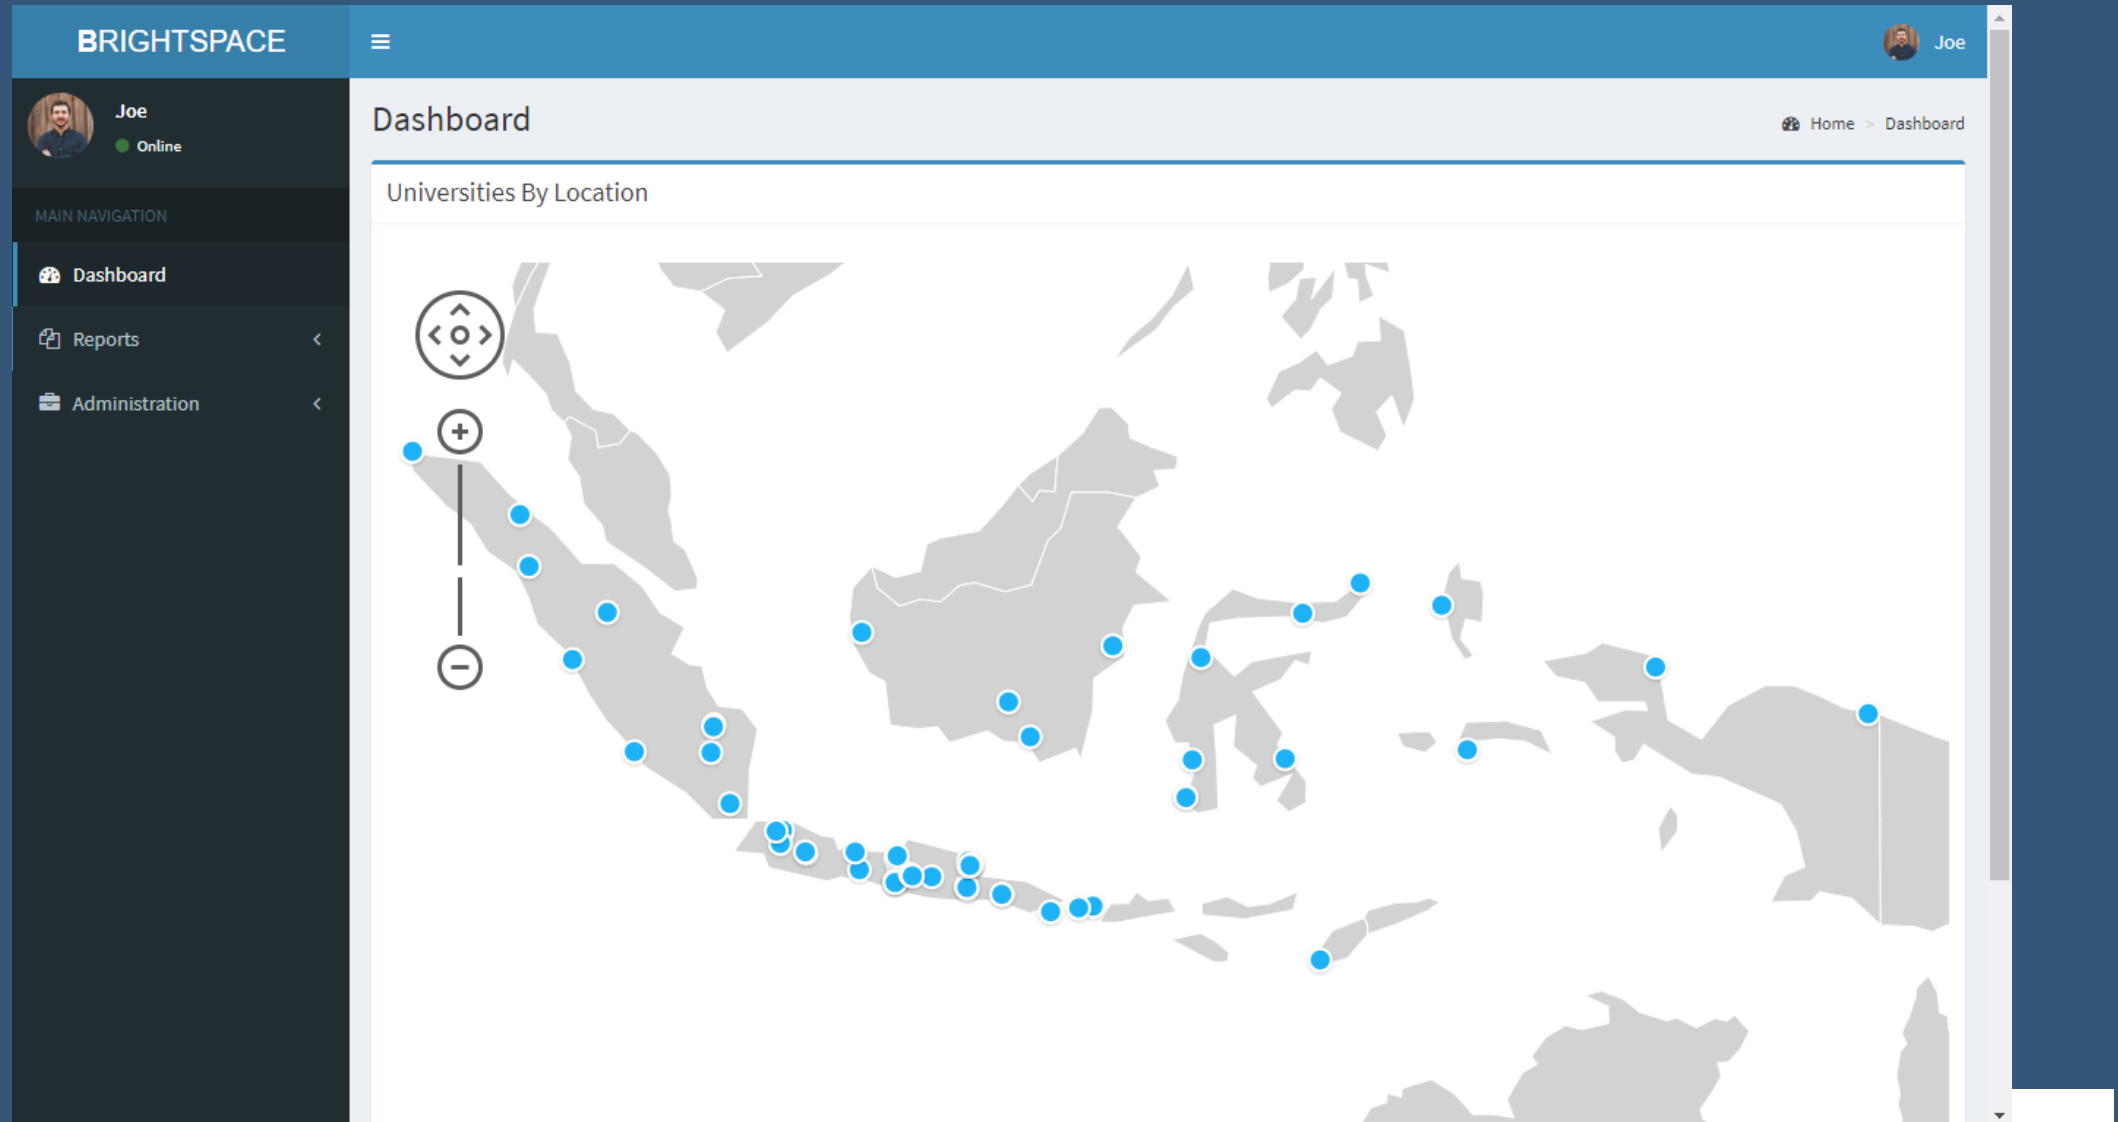 BRIGHTSPACE
Joe
Joe
Online
MAIN NAVIGATION
Dashboard
Reports
Administration
Dashboard
Home > Dashboard
Universities By Location